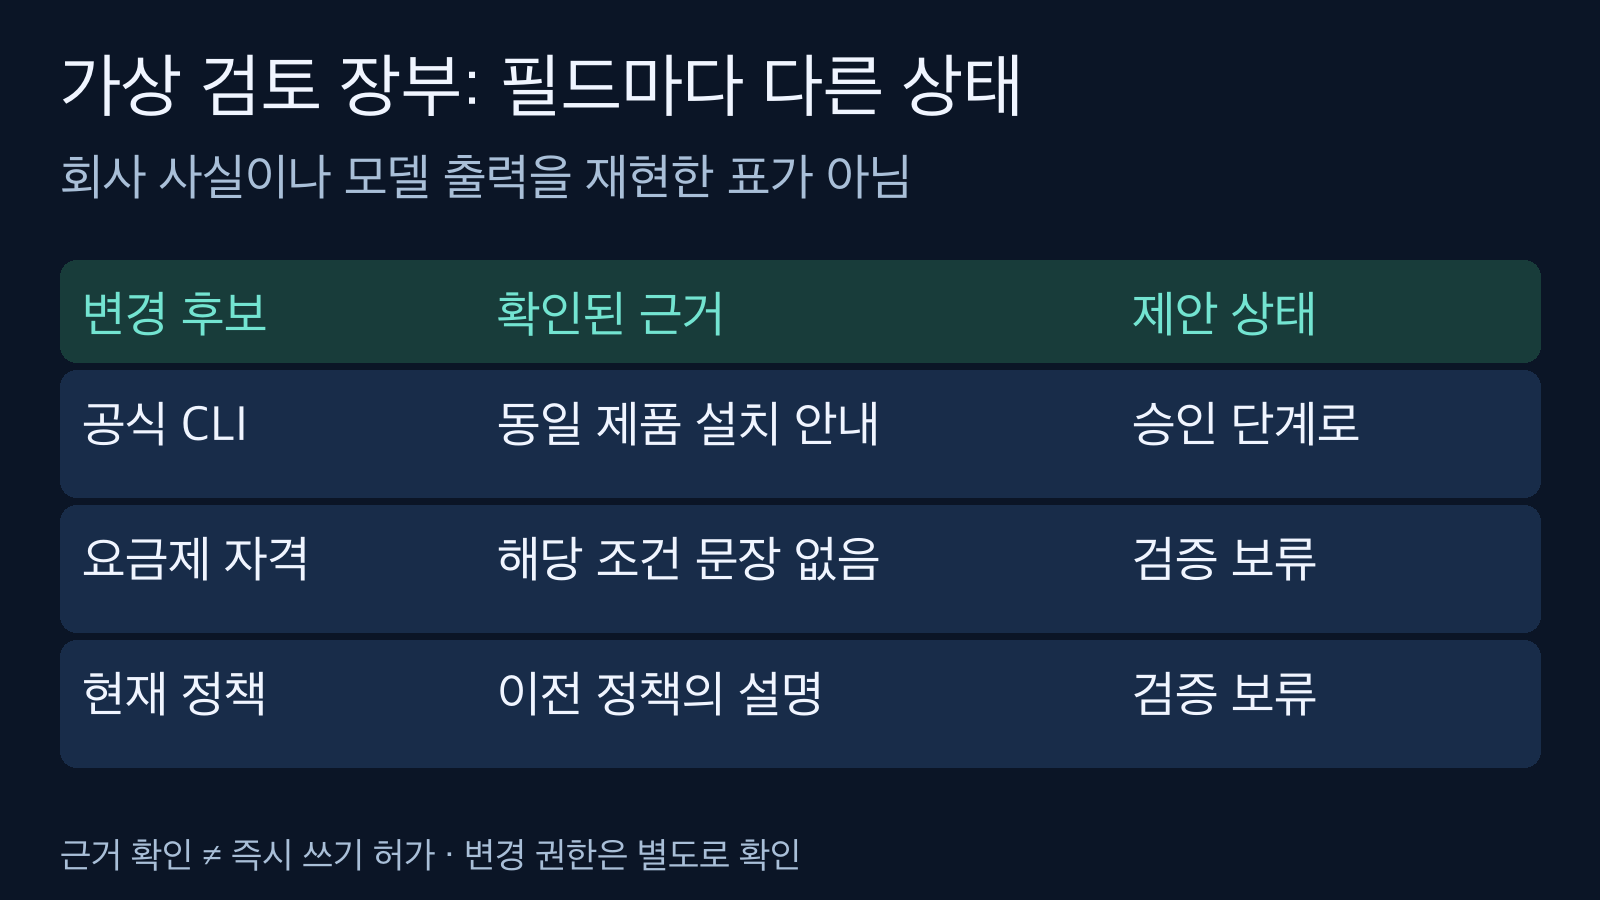 가상 검토 장부: 필드마다 다른 상태
회사 사실이나 모델 출력을 재현한 표가 아님
변경 후보 확인된 근거 제안 상태
공식 CLI 동일 제품 설치 안내 승인 단계로
요금제 자격 해당 조건 문장 없음 검증 보류
현재 정책 이전 정책의 설명 검증 보류
근거 확인 ≠ 즉시 쓰기 허가 · 변경 권한은 별도로 확인